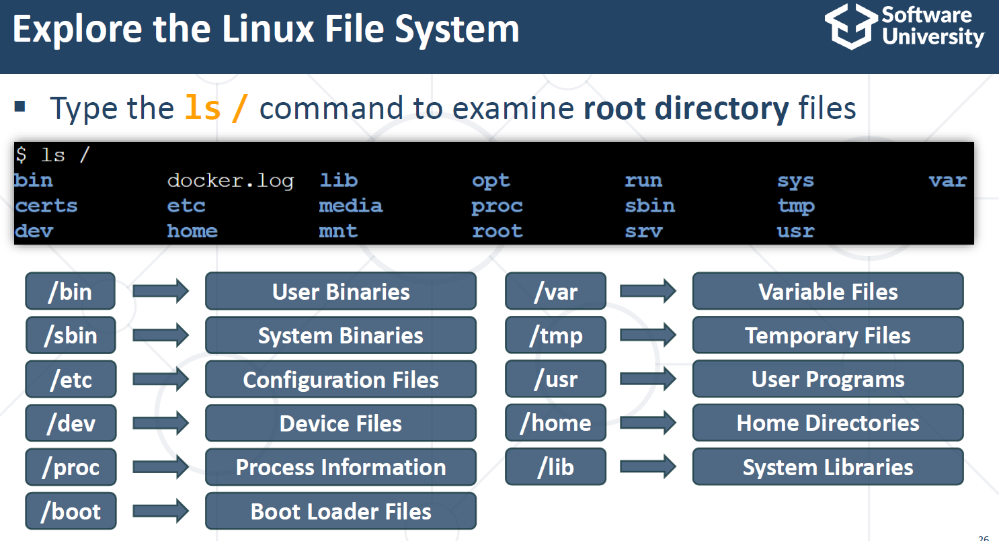 Explore the Linux File System
Software
University
▪ Type the ls / command to examine root directory files
$ ls /
bin docker.log lib opt run sys var
certs etc media proc sbin tmp
dev home mnt root srv usr
/bin User Binaries /var Variable Files
/sbin System Binaries /tmp Temporary Files
/etc Configuration Files /usr User Programs
/dev Device Files /home Home Directories
/proc Process Information /lib System Libraries
/boot Boot Loader Files
26